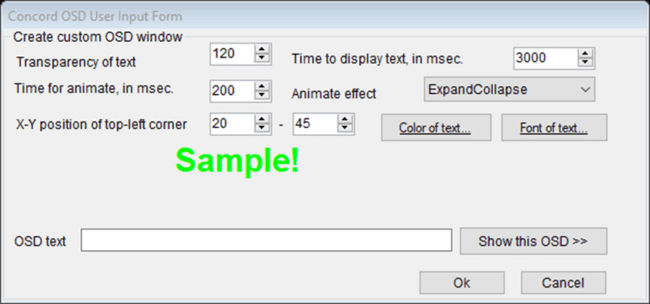 Concord OSD User Input Form
Create custom OSD window
Transparency of text 120 Time to display text, in msec. 3000
Time for animate, in msec. 200 Animate effect ExpandCollapse
X-Y position of top-left corner 20 - 45 Color of text... Font of text...
Sample!
OSD text Show this OSD >>
Ok Cancel